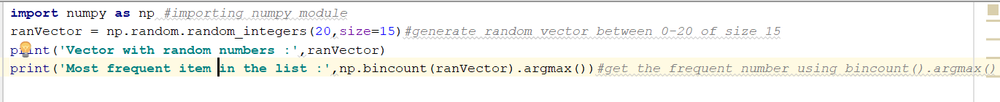 import numpy as np #importing numpy module
ranVector = np.random.random_integers(20,size=15)#generate random vector between 0-20 of size 15
print('Vector with random numbers :',ranVector)
print('Most frequent item in the list :',np.bincount(ranVector).argmax())#get the frequent number using bincount().argmax()